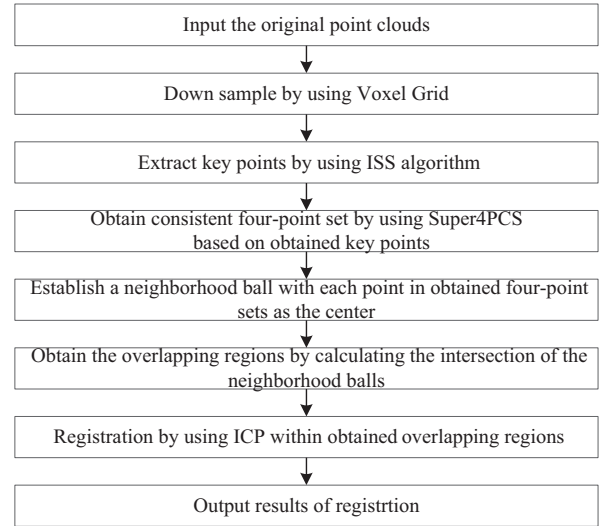 Input the original point clouds
Down sample by using Voxel Grid
Extract key points by using ISS algorithm
Obtain consistent four-point set by using Super4PCS
based on obtained key points
Establish a neighborhood ball with each point in obtained four-point
sets as the center
Obtain the overlapping regions by calculating the intersection of the
neighborhood balls
Registration by using ICP within obtained overlapping regions
Output results of registrtion